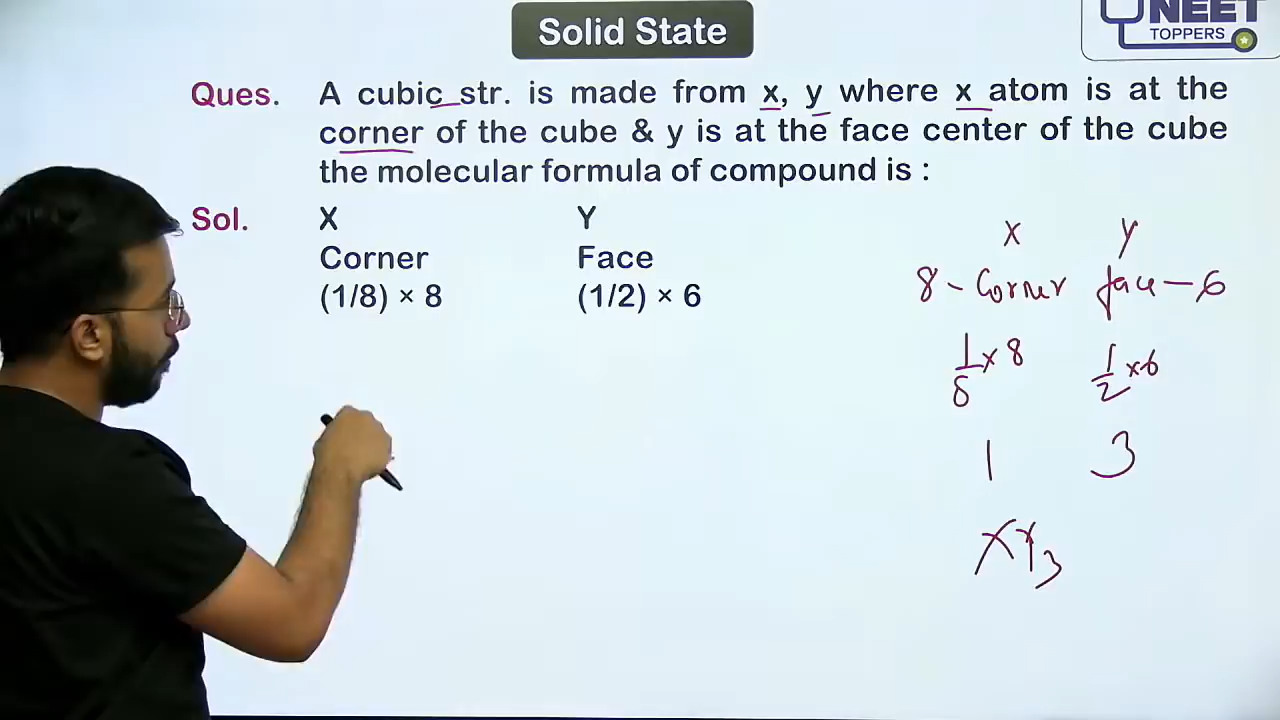 Solid State
NEET
TOPPERS
Ques. A cubic str. is made from x, y where x atom is at the
corner of the cube & y is at the face center of the cube
the molecular formula of compound is :
Sol. X Y
Corner Face
(1/8) × 8 (1/2) × 6
X Y
8 - Corner face - 6
1/8 × 8 1/2 × 6
1 3
XY₃